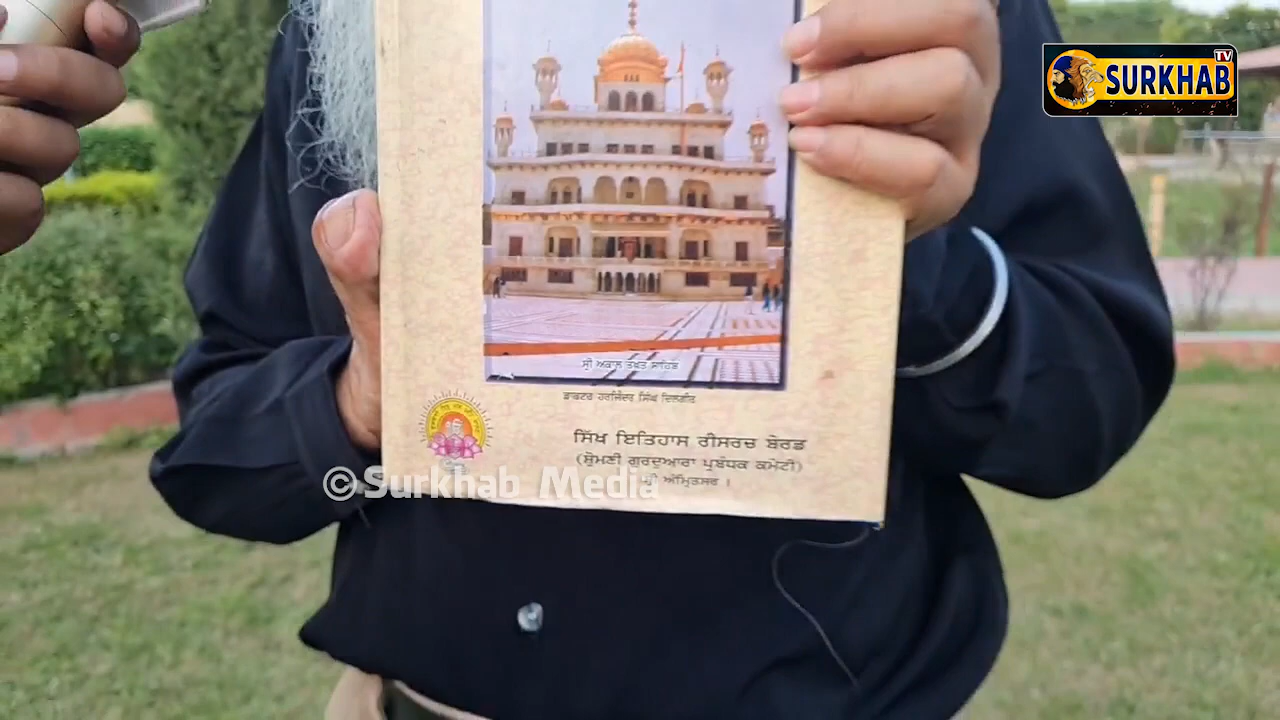 SURKHAB TV
ਸ੍ਰੀ ਅਕਾਲ ਤਖ਼ਤ ਸਾਹਿਬ
ਡਾਕਟਰ ਹਰਜਿੰਦਰ ਸਿੰਘ ਦਿਲਗੀਰ
ਸਿੱਖ ਇਤਿਹਾਸ ਰੀਸਰਚ ਬੋਰਡ
(ਸ਼੍ਰੋਮਣੀ ਗੁਰਦੁਆਰਾ ਪ੍ਰਬੰਧਕ ਕਮੇਟੀ)
ਸ੍ਰੀ ਅੰਮ੍ਰਿਤਸਰ ।
©Surkhab Media